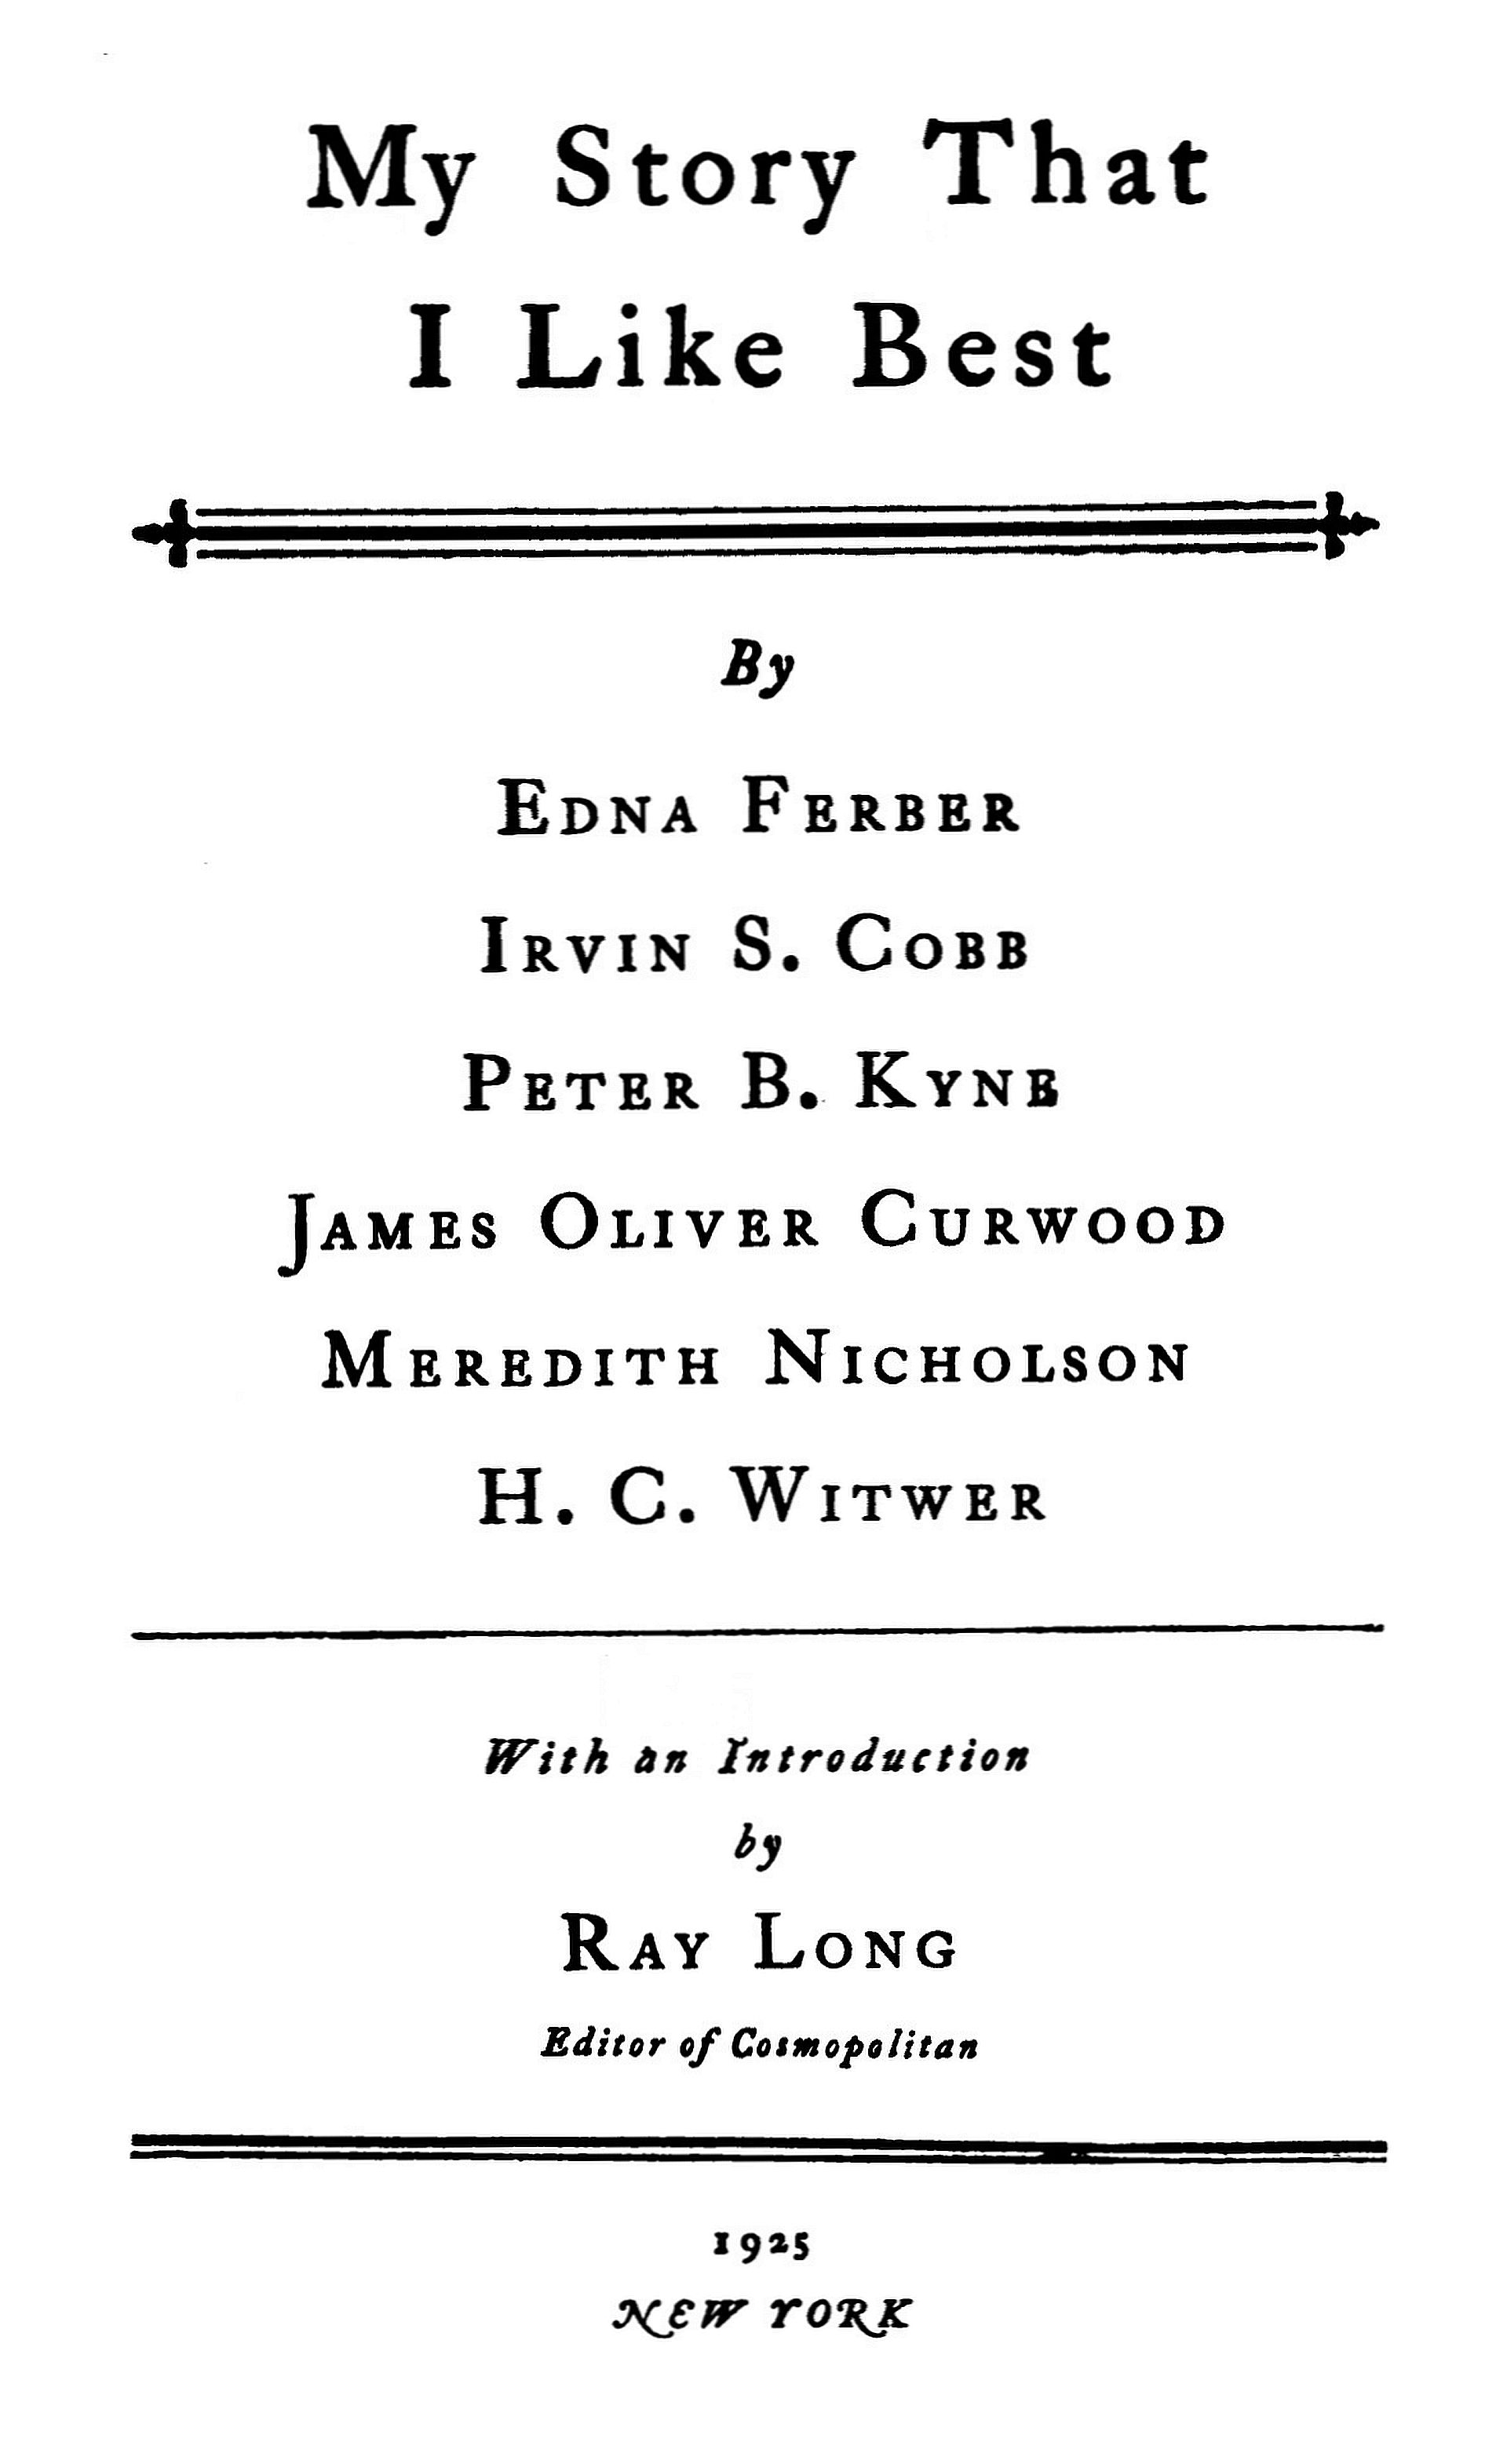 My Story That
I Like Best
By
Edna Ferber
Irvin S. Cobb
Peter B. Kyne
James Oliver Curwood
Meredith Nicholson
H. C. Witwer
With an Introduction
by
Ray Long
Editor of Cosmopolitan
1925
NEW YORK